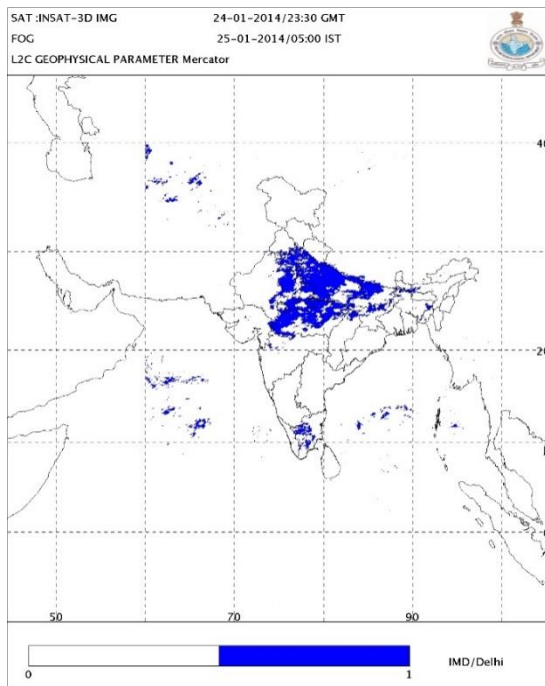 SAT :INSAT-3D IMG 24-01-2014/23:30 GMT
FOG 25-01-2014/05:00 IST
L2C GEOPHYSICAL PARAMETER Mercator
40
20
50 70 90
0 1
IMD/Delhi